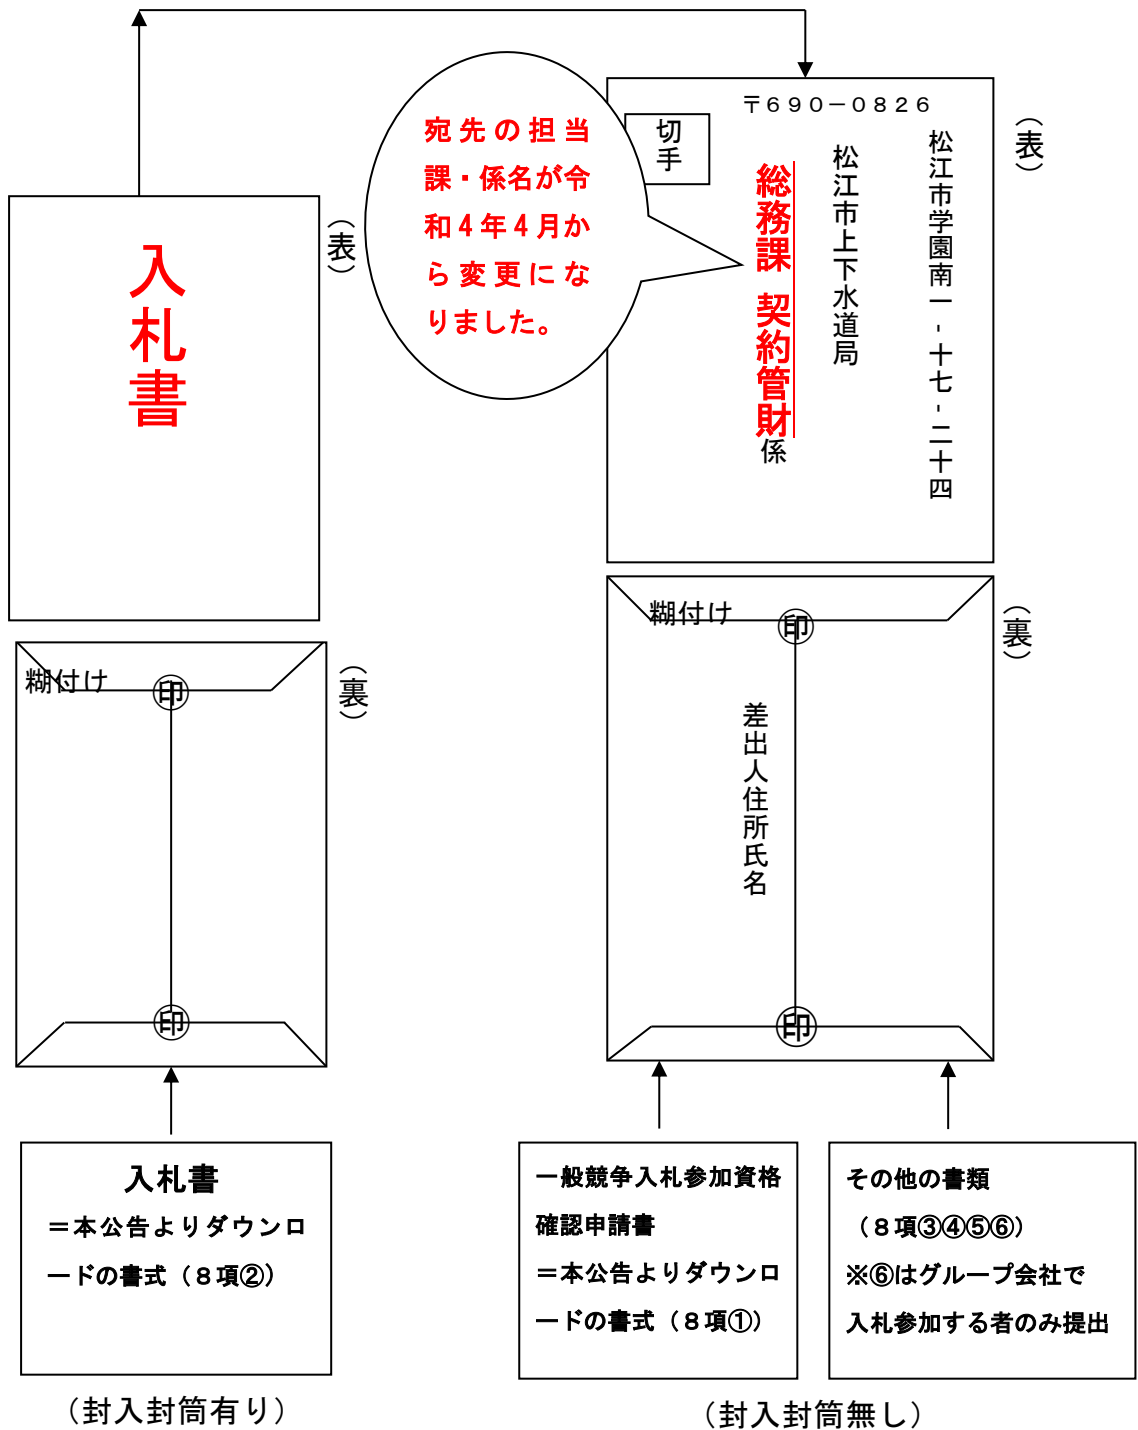 宛先の担当
課・係名が令
和4年4月か
ら変更にな
りました。
〒690－0826
切手
松江市学園南一-十七-二十四
松江市上下水道局
総務課 契約管財係
（表）
入札書
（表）
糊付け
印
印
（裏）
糊付け
印
差出人住所氏名
印
（裏）
入札書
＝本公告よりダウンロ
ードの書式（８項②）
（封入封筒有り）
一般競争入札参加資格
確認申請書
＝本公告よりダウンロ
ードの書式（８項①）
その他の書類
（８項③④⑤⑥）
※⑥はグループ会社で
入札参加する者のみ提出
（封入封筒無し）